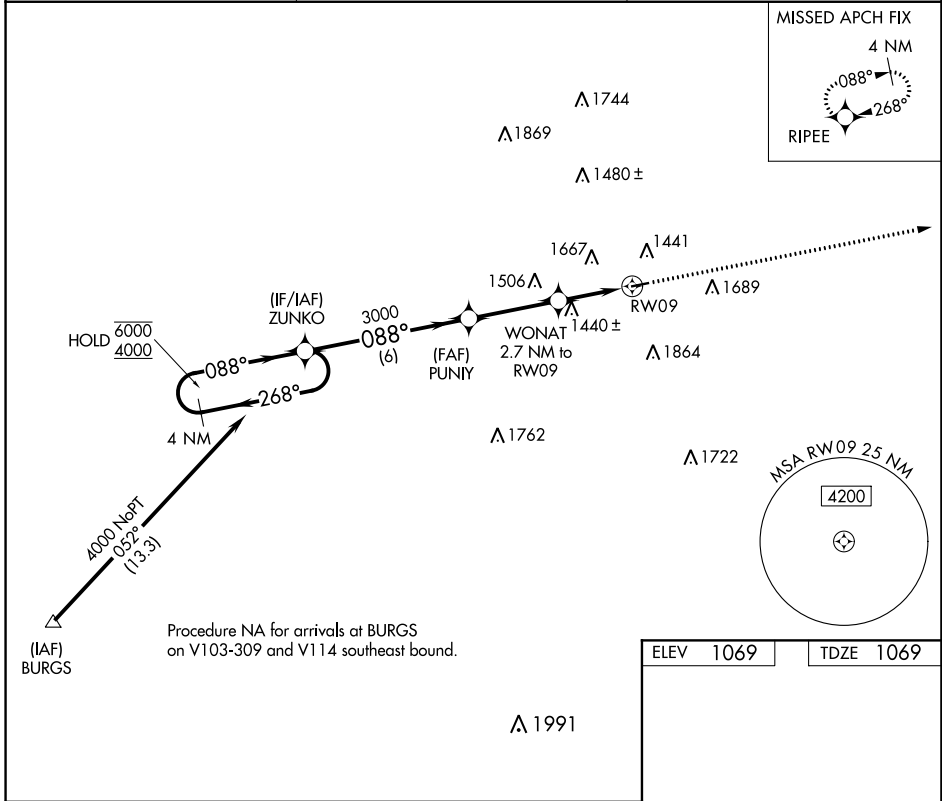 MISSED APCH FIX
4 NM
088°
268°
RIPEE
1744
1869
1480 ±
1667
1441
1506
RW09
1689
(IF/IAF)
ZUNKO
3000
088°
(6)
HOLD 6000
4000
088°
268°
4 NM
(FAF)
PUNIY
WONAT
2.7 NM to
RW09
1440 ±
1864
1762
1722
MSA RW09 25 NM
4200
4000 NoPT
052°
(13.3)
(IAF)
BURGS
Procedure NA for arrivals at BURGS
on V103-309 and V114 southeast bound.
ELEV 1069
TDZE 1069
1991